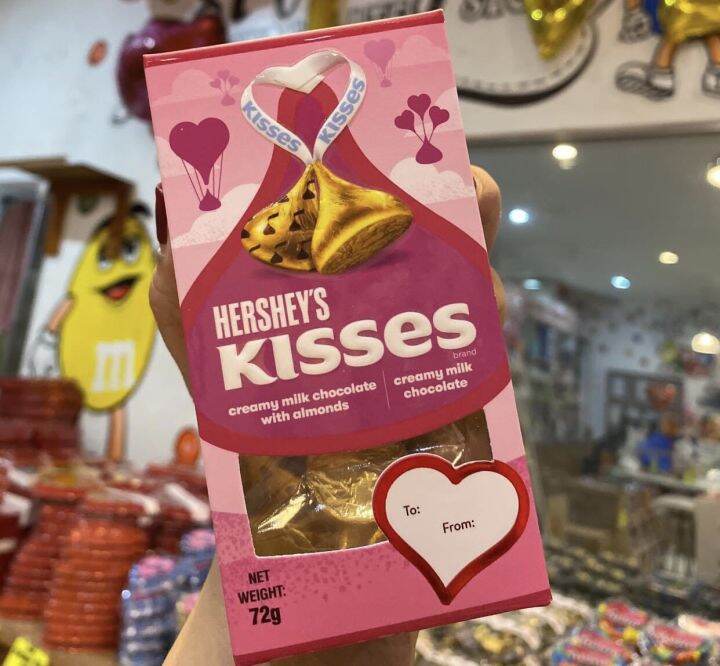 Kisses Kisses
HERSHEY'S
Kisses
brand
creamy milk chocolate
with almonds
creamy milk
chocolate
To:
From:
NET
WEIGHT:
72g
m